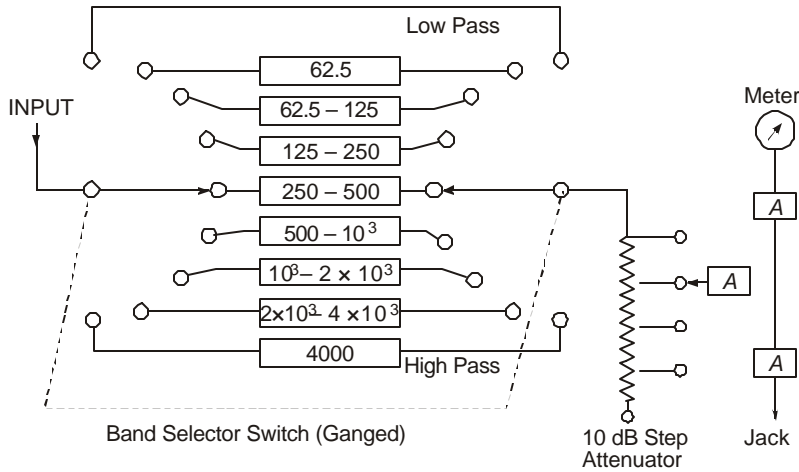 Low Pass
62.5
62.5 – 125
INPUT
Meter
125 – 250
250 – 500
A
500 – 10³
10³– 2 × 10³
A
2×10³– 4 × 10³
4000
High Pass
A
Band Selector Switch (Ganged)
10 dB Step
Attenuator
Jack